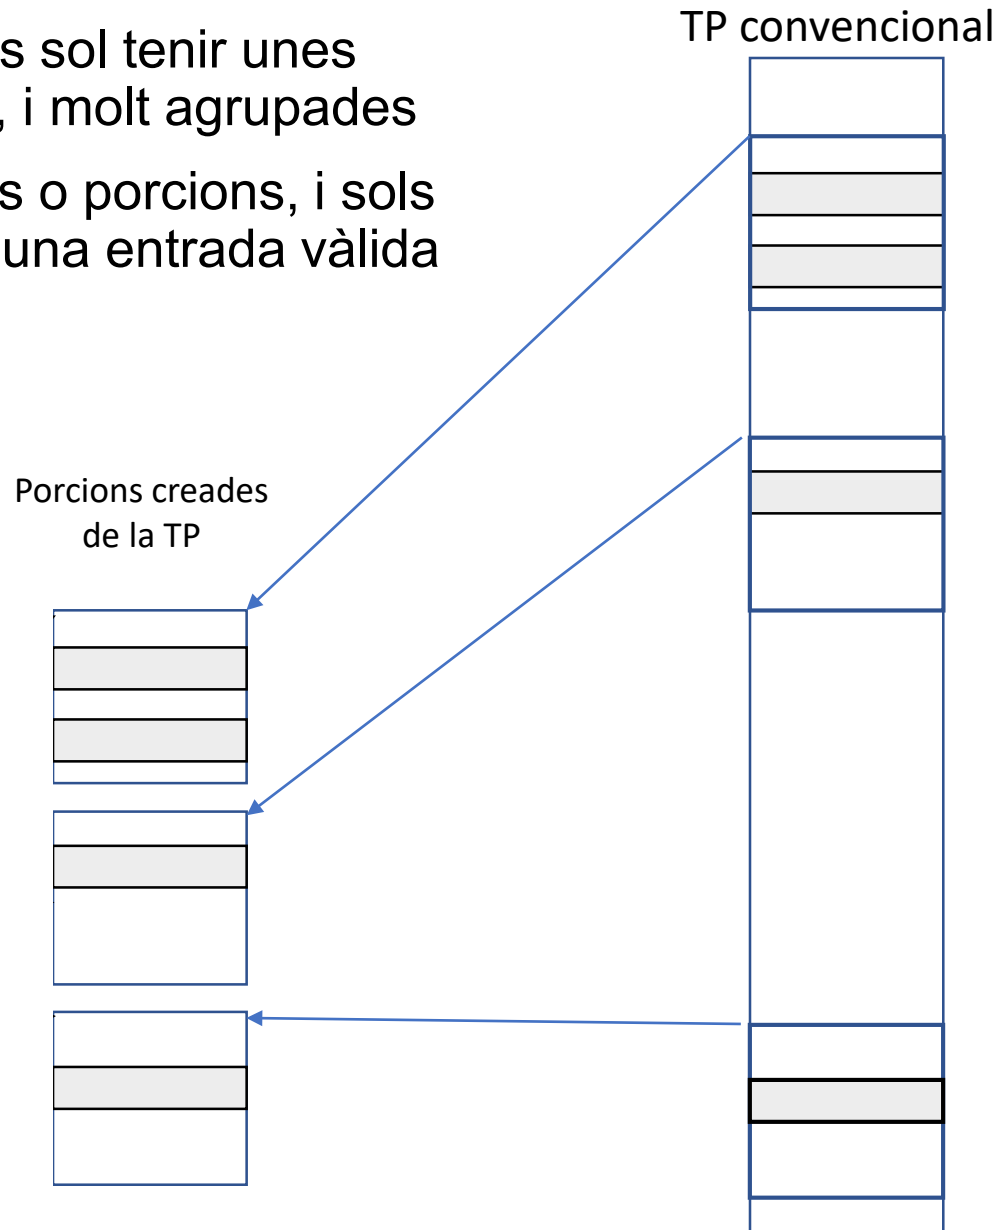 TP convencional
s sol tenir unes
, i molt agrupades
s o porcions, i sols
una entrada vàlida
Porcions creades
de la TP